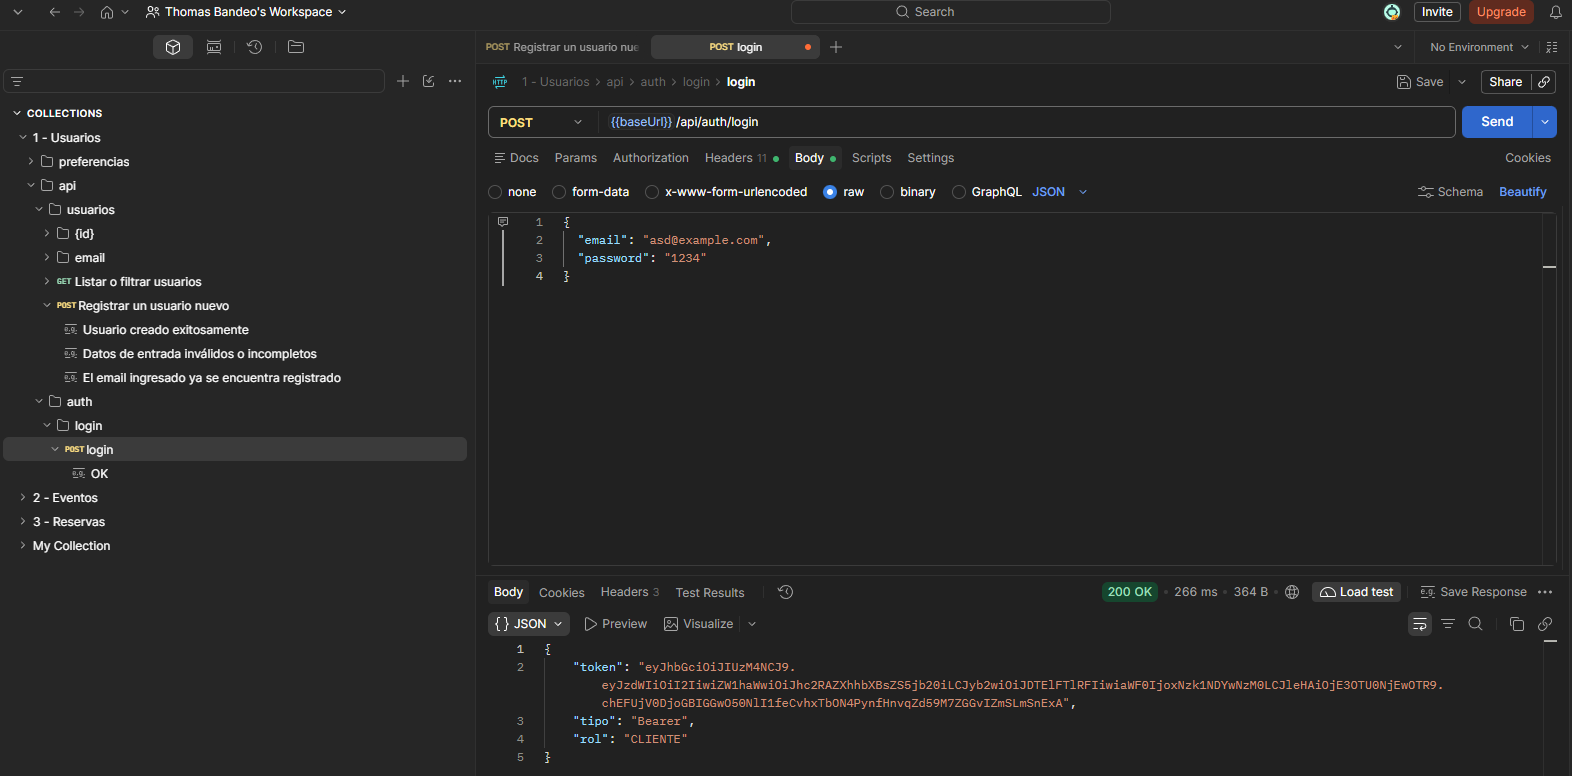 Thomas Bandeo's Workspace
Search
Invite
Upgrade
COLLECTIONS
1 - Usuarios
preferencias
api
usuarios
{id}
email
GET Listar o filtrar usuarios
POST Registrar un usuario nuevo
e.g. Usuario creado exitosamente
e.g. Datos de entrada inválidos o incompletos
e.g. El email ingresado ya se encuentra registrado
auth
login
POST login
e.g. OK
2 - Eventos
3 - Reservas
My Collection
POST Registrar un usuario nue
POST login
No Environment
HTTP 1 - Usuarios > api > auth > login > login
Save
Share
POST
{{baseUrl}} /api/auth/login
Send
Docs Params Authorization Headers 11 Body Scripts Settings
Cookies
none form-data x-www-form-urlencoded raw binary GraphQL JSON
Schema Beautify
1 {
2 "email": "asd@example.com",
3 "password": "1234"
4 }
Body Cookies Headers 3 Test Results
200 OK 266 ms 364 B Load test e.g. Save Response
{} JSON Preview Visualize
1 {
2 "token": "eyJhbGciOiJIUzM4NCJ9.
eyJzdWIiOiI2IiwiZW1haWwiOiJhc2RAZXhhbXBsZS5jb20iLCJyb2wiOiJDTElFTlRFIiwiaWF0IjoxNzk1NDYwNzM0LCJleHAiOjE3OTU0NjEwOTR9.
chEFUjV0DjoGBIGGwO50NlI1feCvhxTbON4PynfHnvqZd59M7ZGGvIZmSLmSnExA",
3 "tipo": "Bearer",
4 "rol": "CLIENTE"
5 }